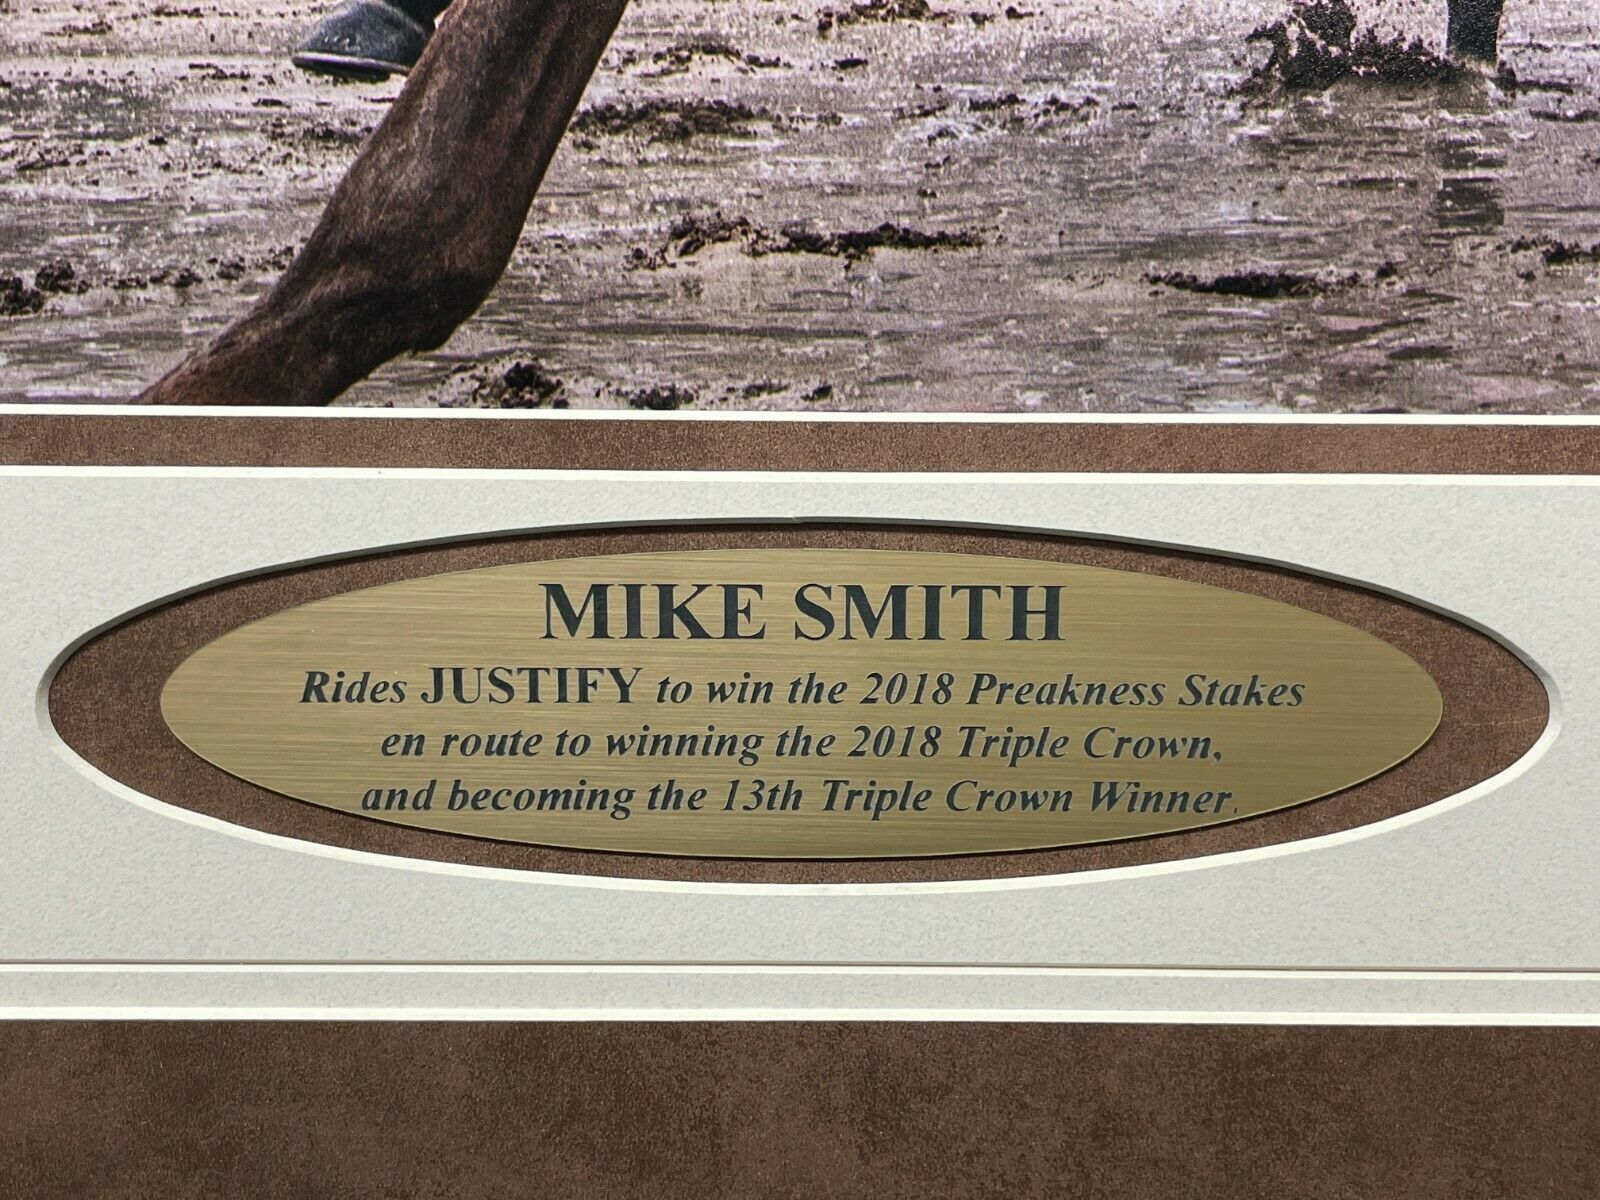 MIKE SMITH
Rides JUSTIFY to win the 2018 Preakness Stakes
en route to winning the 2018 Triple Crown,
and becoming the 13th Triple Crown Winner.